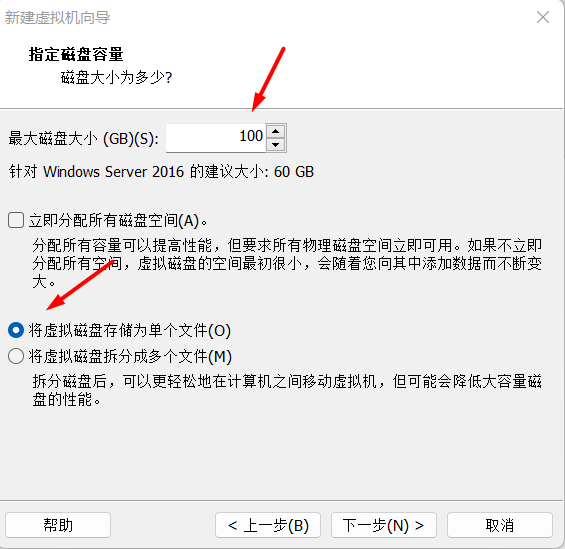 新建虚拟机向导
指定磁盘容量
磁盘大小为多少?
最大磁盘大小 (GB)(S): 100
针对 Windows Server 2016 的建议大小: 60 GB
立即分配所有磁盘空间(A)。
分配所有容量可以提高性能，但要求所有物理磁盘空间立即可用。如果不立即
分配所有空间，虚拟磁盘的空间最初很小，会随着您向其中添加数据而不断变
大。
将虚拟磁盘存储为单个文件(O)
将虚拟磁盘拆分成多个文件(M)
拆分磁盘后，可以更轻松地在计算机之间移动虚拟机，但可能会降低大容量磁
盘的性能。
帮助 < 上一步(B) 下一步(N) > 取消